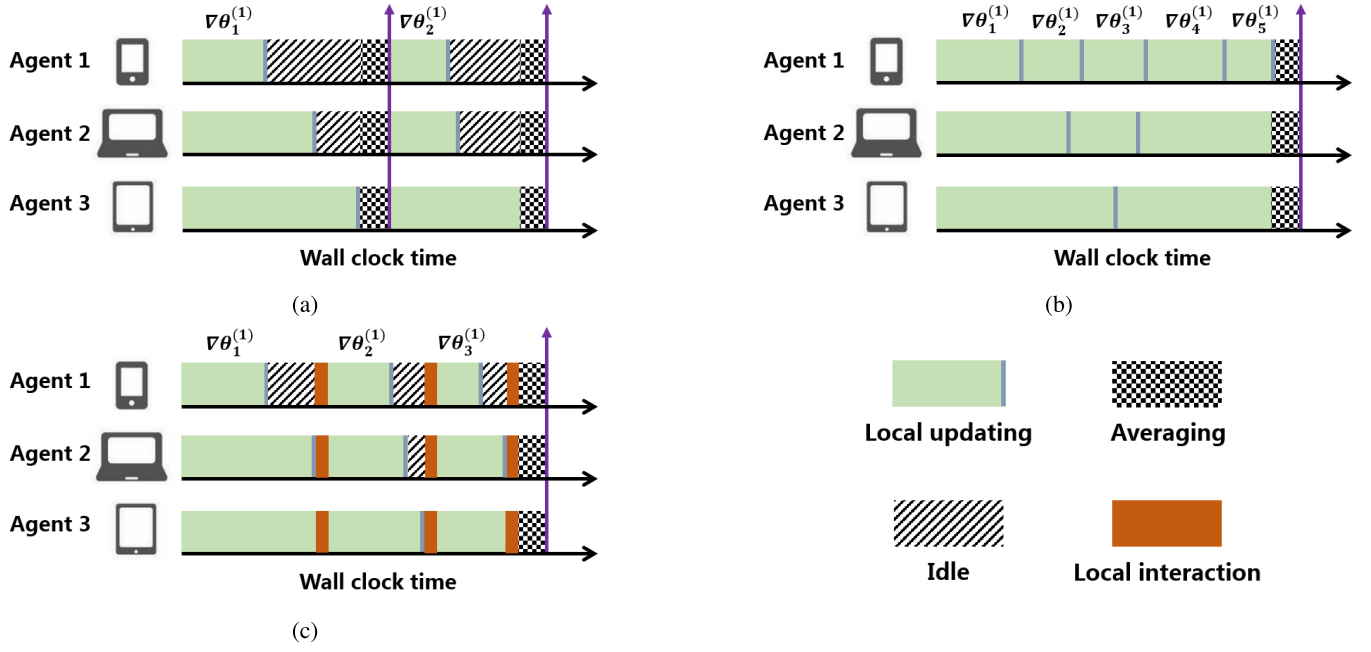 ∇θ₁⁽¹⁾ ∇θ₂⁽¹⁾
Agent 1
Agent 2
Agent 3
Wall clock time
(a)
∇θ₁⁽¹⁾ ∇θ₂⁽¹⁾ ∇θ₃⁽¹⁾ ∇θ₄⁽¹⁾ ∇θ₅⁽¹⁾
Agent 1
Agent 2
Agent 3
Wall clock time
(b)
∇θ₁⁽¹⁾ ∇θ₂⁽¹⁾ ∇θ₃⁽¹⁾
Agent 1
Agent 2
Agent 3
Wall clock time
(c)
Local updating
Averaging
Idle
Local interaction